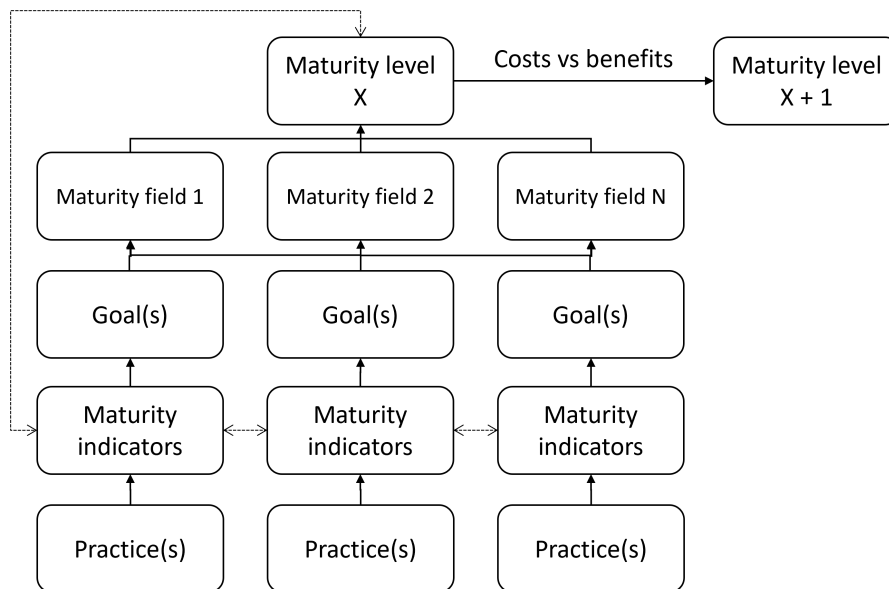 Maturity level
X
Costs vs benefits
Maturity level
X + 1
Maturity field 1
Maturity field 2
Maturity field N
Goal(s)
Goal(s)
Goal(s)
Maturity
indicators
Maturity
indicators
Maturity
indicators
Practice(s)
Practice(s)
Practice(s)